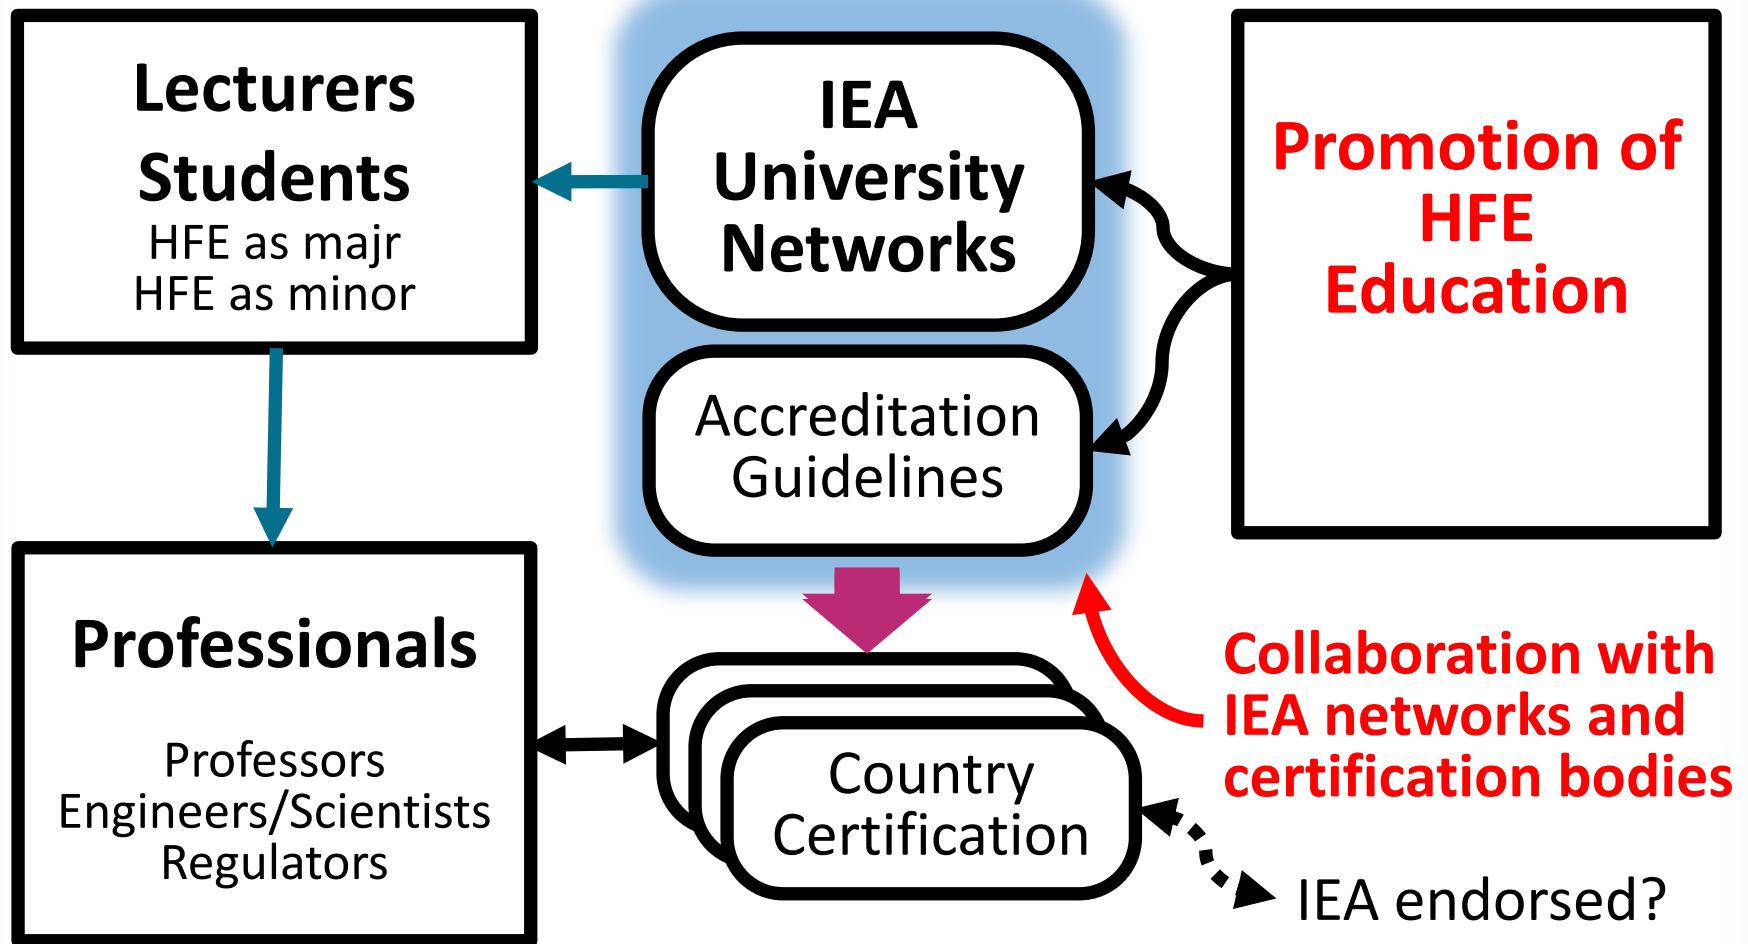 Lecturers
Students
HFE as majr
HFE as minor
IEA
University
Networks
Promotion of
HFE
Education
Accreditation
Guidelines
Professionals
Professors
Engineers/Scientists
Regulators
Country
Certification
Collaboration with
IEA networks and
certification bodies
IEA endorsed?